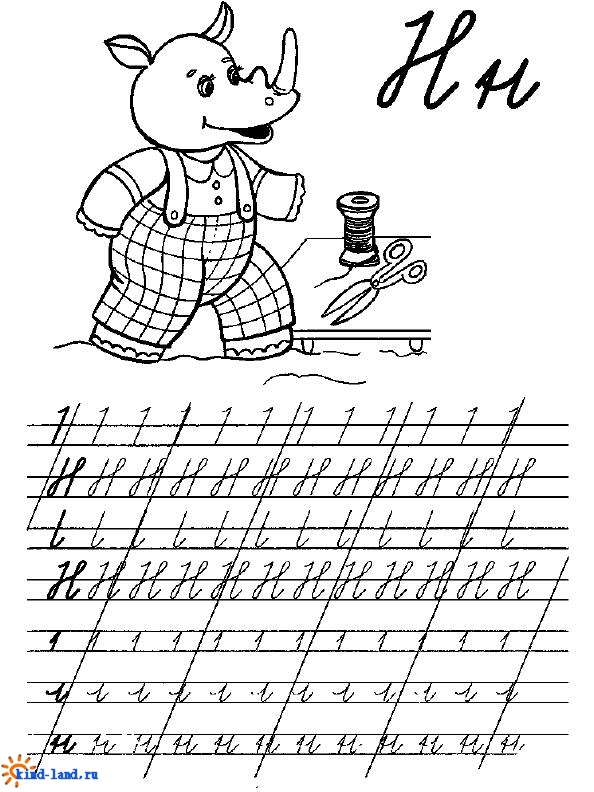 Н н
Н Н Н Н Н Н Н Н Н Н Н Н
Н Н Н Н Н Н Н Н Н Н Н Н
н н н н н н н н н н н н
kind-land.ru